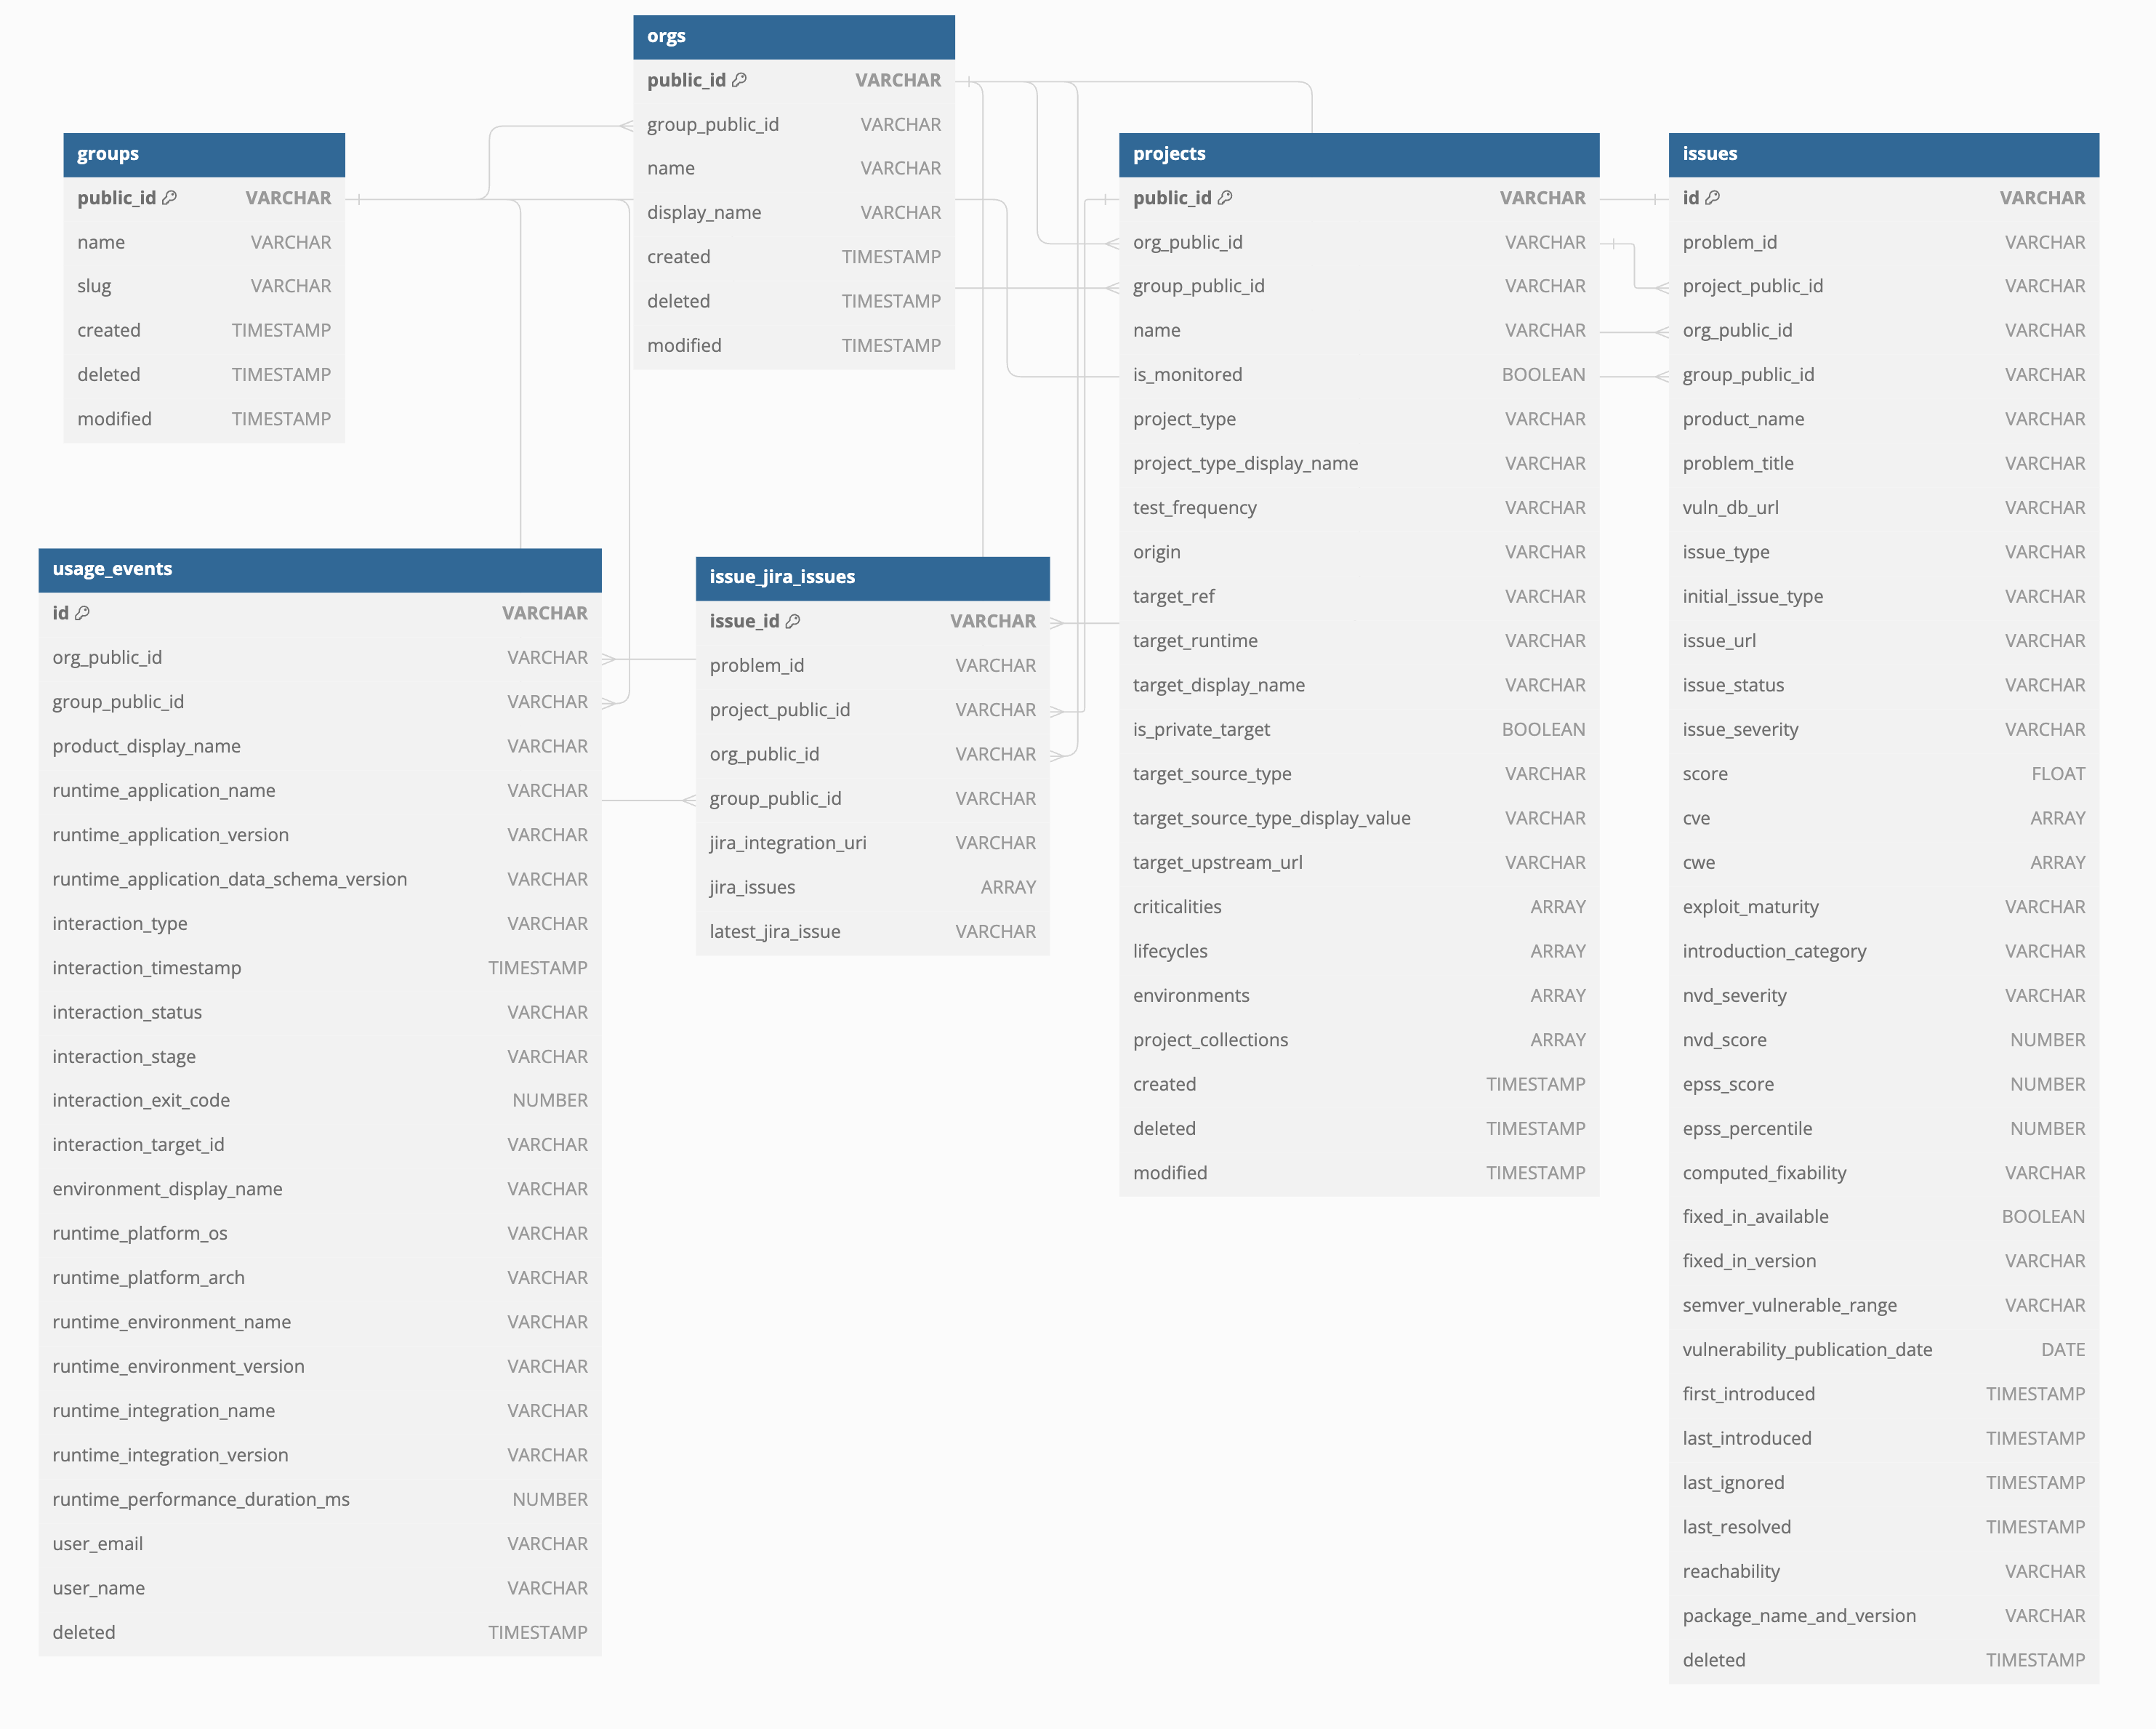 orgs
public_id VARCHAR
group_public_id VARCHAR
name VARCHAR
display_name VARCHAR
created TIMESTAMP
deleted TIMESTAMP
modified TIMESTAMP
groups
public_id VARCHAR
name VARCHAR
slug VARCHAR
created TIMESTAMP
deleted TIMESTAMP
modified TIMESTAMP
projects
public_id VARCHAR
org_public_id VARCHAR
group_public_id VARCHAR
name VARCHAR
is_monitored BOOLEAN
project_type VARCHAR
project_type_display_name VARCHAR
test_frequency VARCHAR
origin VARCHAR
target_ref VARCHAR
target_runtime VARCHAR
target_display_name VARCHAR
is_private_target BOOLEAN
target_source_type VARCHAR
target_source_type_display_value VARCHAR
target_upstream_url VARCHAR
criticalities ARRAY
lifecycles ARRAY
environments ARRAY
project_collections ARRAY
created TIMESTAMP
deleted TIMESTAMP
modified TIMESTAMP
issues
id VARCHAR
problem_id VARCHAR
project_public_id VARCHAR
org_public_id VARCHAR
group_public_id VARCHAR
product_name VARCHAR
problem_title VARCHAR
vuln_db_url VARCHAR
issue_type VARCHAR
initial_issue_type VARCHAR
issue_url VARCHAR
issue_status VARCHAR
issue_severity VARCHAR
score FLOAT
cve ARRAY
cwe ARRAY
exploit_maturity VARCHAR
introduction_category VARCHAR
nvd_severity VARCHAR
nvd_score NUMBER
epss_score NUMBER
epss_percentile NUMBER
computed_fixability VARCHAR
fixed_in_available BOOLEAN
fixed_in_version VARCHAR
semver_vulnerable_range VARCHAR
vulnerability_publication_date DATE
first_introduced TIMESTAMP
last_introduced TIMESTAMP
last_ignored TIMESTAMP
last_resolved TIMESTAMP
reachability VARCHAR
package_name_and_version VARCHAR
deleted TIMESTAMP
usage_events
id VARCHAR
org_public_id VARCHAR
group_public_id VARCHAR
product_display_name VARCHAR
runtime_application_name VARCHAR
runtime_application_version VARCHAR
runtime_application_data_schema_version VARCHAR
interaction_type VARCHAR
interaction_timestamp TIMESTAMP
interaction_status VARCHAR
interaction_stage VARCHAR
interaction_exit_code NUMBER
interaction_target_id VARCHAR
environment_display_name VARCHAR
runtime_platform_os VARCHAR
runtime_platform_arch VARCHAR
runtime_environment_name VARCHAR
runtime_environment_version VARCHAR
runtime_integration_name VARCHAR
runtime_integration_version VARCHAR
runtime_performance_duration_ms NUMBER
user_email VARCHAR
user_name VARCHAR
deleted TIMESTAMP
issue_jira_issues
issue_id VARCHAR
problem_id VARCHAR
project_public_id VARCHAR
org_public_id VARCHAR
group_public_id VARCHAR
jira_integration_uri VARCHAR
jira_issues ARRAY
latest_jira_issue VARCHAR